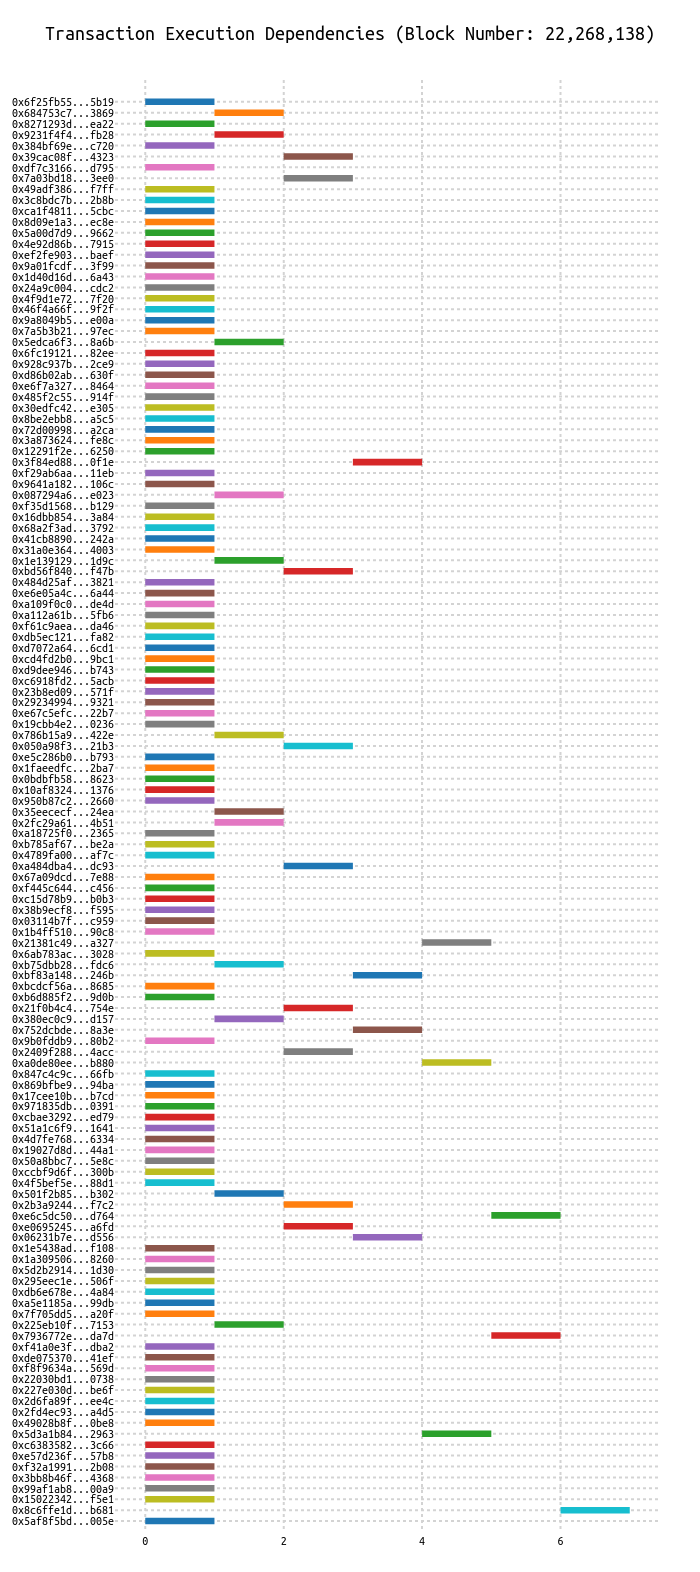 Transaction Execution Dependencies (Block Number: 22,268,138)
0x6f25fb55...5b19
0x684753c7...3869
0x8271293d...ea22
0x9231f4f4...fb28
0x384bf69e...c720
0x39cac08f...4323
0xdf7c3166...d795
0x7a03bd18...3ee0
0x49adf386...f7ff
0x3c8bdc7b...2b8b
0xca1f4811...5cbc
0x8d09e1a3...ec8e
0x5a00d7d9...9662
0x4e92d86b...7915
0xef2fe903...baef
0x9a01fcdf...3f99
0x1d40d16d...6a43
0x24a9c004...cdc2
0x4f9d1e72...7f20
0x46f4a66f...9f2f
0x9a8049b5...e00a
0x7a5b3b21...97ec
0x5edca6f3...8a6b
0x6fc19121...82ee
0x928c937b...2ce9
0xd86b02ab...630f
0xe6f7a327...8464
0x485f2c55...914f
0x30edfc42...e305
0x8be2ebb8...a5c5
0x72d00998...a2ca
0x3a873624...fe8c
0x12291f2e...6250
0x3f84ed88...0f1e
0xf29ab6aa...11eb
0x9641a182...106c
0x087294a6...e023
0xf35d1568...b129
0x16dbb854...3a84
0x68a2f3ad...3792
0x41cb8890...242a
0x31a0e364...4003
0x1e139129...1d9c
0xbd56f840...f47b
0x484d25af...3821
0xe6e05a4c...6a44
0xa109f0c0...de4d
0xa112a61b...5fb6
0xf61c9aea...da46
0xdb5ec121...fa82
0xd7072a64...6cd1
0xcd4fd2b0...9bc1
0xd9dee946...b743
0xc6918fd2...5acb
0x23b8ed09...571f
0x29234994...9321
0xe67c5efc...22b7
0x19cbb4e2...0236
0x786b15a9...422e
0x050a98f3...21b3
0xe5c286b0...b793
0x1faeedfc...2ba7
0x0bdbfb58...8623
0x10af8324...1376
0x950b87c2...2660
0x35eececf...24ea
0x2fc29a61...4b51
0xa18725f0...2365
0xb785af67...be2a
0x4789fa00...af7c
0xa484dba4...dc93
0x67a09dcd...7e88
0xf445c644...c456
0xc15d78b9...b0b3
0x38b9ecf8...f595
0x03114b7f...c959
0x1b4ff510...90c8
0x21381c49...a327
0x6ab783ac...3028
0xb75dbb28...fdc6
0xbf83a148...246b
0xbcdcf56a...8685
0xb6d885f2...9d0b
0x21f0b4c4...754e
0x380ec0c9...d157
0x752dcbde...8a3e
0x9b0fddb9...80b2
0x2409f288...4acc
0xa0de80ee...b880
0x847c4c9c...66fb
0x869bfbe9...94ba
0x17cee10b...b7cd
0x971835db...0391
0xcbae3292...ed79
0x51a1c6f9...1641
0x4d7fe768...6334
0x19027d8d...44a1
0x50a8bbc7...5e8c
0xccbf9d6f...300b
0x4f5bef5e...88d1
0x501f2b85...b302
0x2b3a9244...f7c2
0xe6c5dc50...d764
0xe0695245...a6fd
0x06231b7e...d556
0x1e5438ad...f108
0x1a309506...8260
0x5d2b2914...1d30
0x295eec1e...506f
0xdb6e678e...4a84
0xa5e1185a...99db
0x7f705dd5...a20f
0x225eb10f...7153
0x7936772e...da7d
0xf41a0e3f...dba2
0xde075370...41ef
0xf8f9634a...569d
0x22030bd1...0738
0x227e030d...be6f
0x2d6fa89f...ee4c
0x2fd4ec93...a4d5
0x49028b8f...0be8
0x5d3a1b84...2963
0xc6383582...3c66
0xe57d236f...57b8
0xf32a1991...2b08
0x3bb8b46f...4368
0x99af1ab8...00a9
0x15022342...f5e1
0x8c6ffe1d...b681
0x5af8f5bd...005e
0 2 4 6